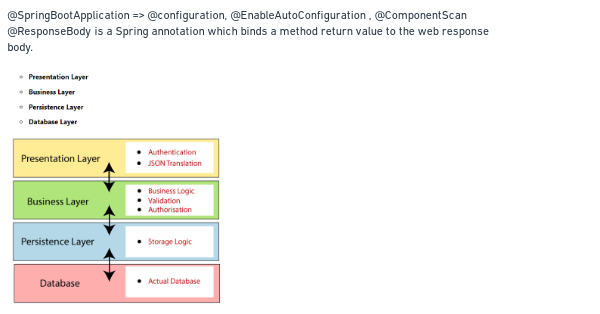 @SpringBootApplication => @configuration, @EnableAutoConfiguration , @ComponentScan
@ResponseBody is a Spring annotation which binds a method return value to the web response
body.
Presentation Layer
Business Layer
Persistence Layer
Database Layer
Presentation Layer
Authentication
JSON Translation
Business Layer
Business Logic
Validation
Authorisation
Persistence Layer
Storage Logic
Database
Actual Database